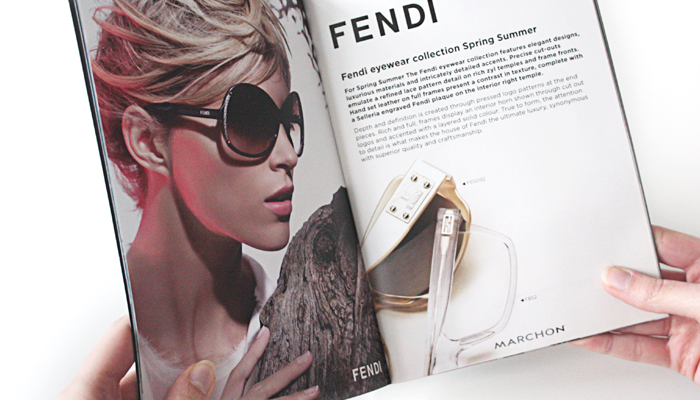 FENDI
FENDI
FENDI
Fendi eyewear collection Spring Summer
For Spring Summer The Fendi eyewear collection features elegant designs,
luxurious materials and intricately detailed accents. Precise cut-outs
emulate a refined lace pattern detail on rich zyl temples and frame fronts.
Hand set leather on full frames present a contrast in texture, complete with
a Selleria engraved Fendi plaque on the interior right temple.
Depth and definition is created through pressed logo patterns at the end
pieces. Rich and full, frames display an interior horn shown through cut out
logos and accented with a layered solid colour. True to form, the attention
to detail is what makes the house of Fendi the ultimate luxury, synonymous
with superior quality and craftsmanship.
MARCHON